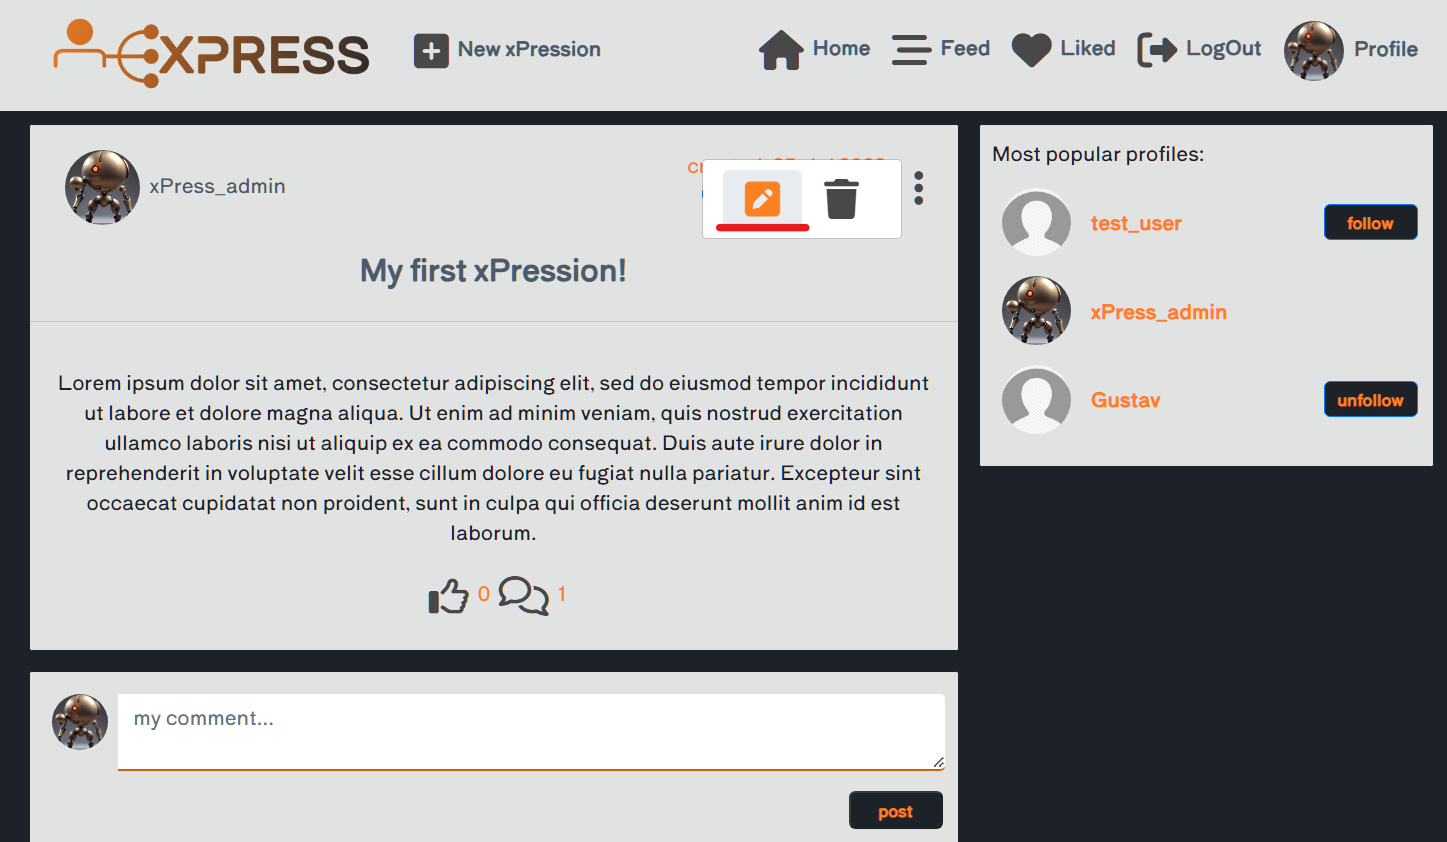 XPRESS
New xPression
Home
Feed
Liked
LogOut
Profile
xPress_admin
My first xPression!
Lorem ipsum dolor sit amet, consectetur adipiscing elit, sed do eiusmod tempor incididunt
ut labore et dolore magna aliqua. Ut enim ad minim veniam, quis nostrud exercitation
ullamco laboris nisi ut aliquip ex ea commodo consequat. Duis aute irure dolor in
reprehenderit in voluptate velit esse cillum dolore eu fugiat nulla pariatur. Excepteur sint
occaecat cupidatat non proident, sunt in culpa qui officia deserunt mollit anim id est
laborum.
0 1
my comment...
post
Most popular profiles:
test_user
follow
xPress_admin
Gustav
unfollow